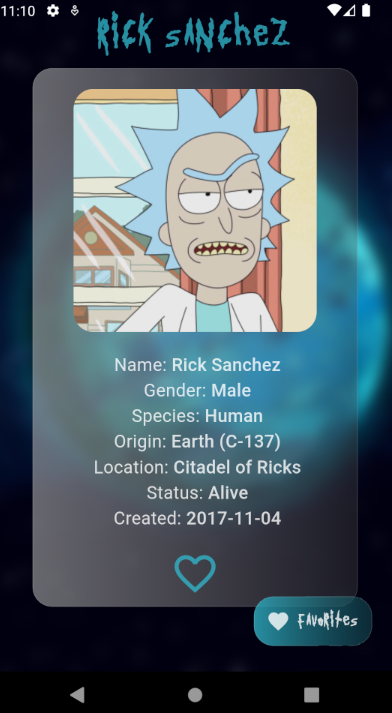 11:10
Rick Sanchez
Name: Rick Sanchez
Gender: Male
Species: Human
Origin: Earth (C-137)
Location: Citadel of Ricks
Status: Alive
Created: 2017-11-04
Favorites